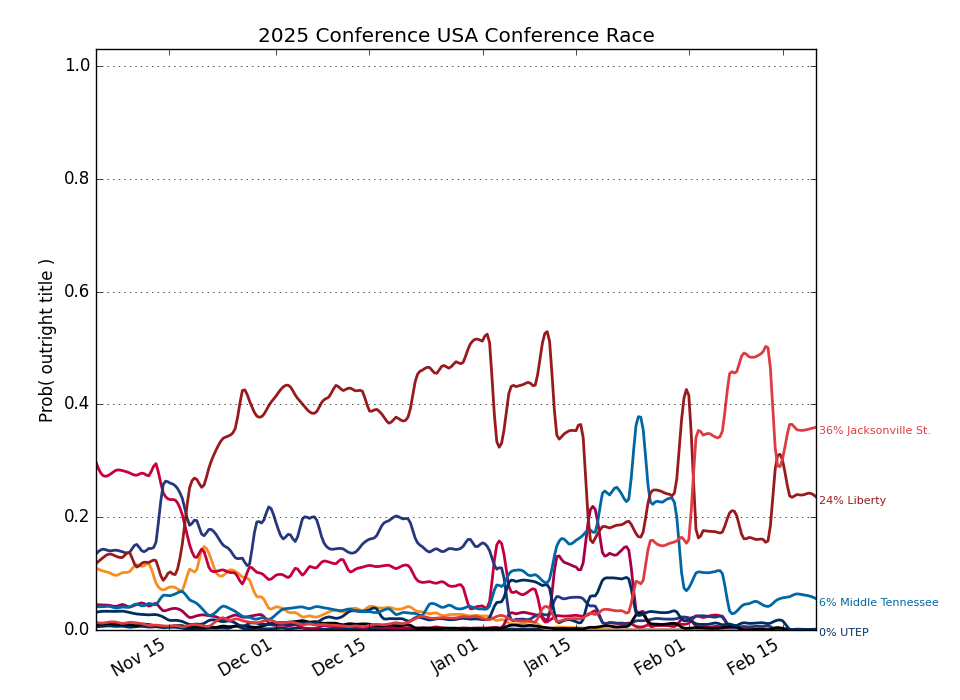 2025 Conference USA Conference Race
Prob( outright title )
1.0
0.8
0.6
0.4
0.2
0.0
36% Jacksonville St.
24% Liberty
6% Middle Tennessee
0% UTEP
Nov 15
Dec 01
Dec 15
Jan 01
Jan 15
Feb 01
Feb 15